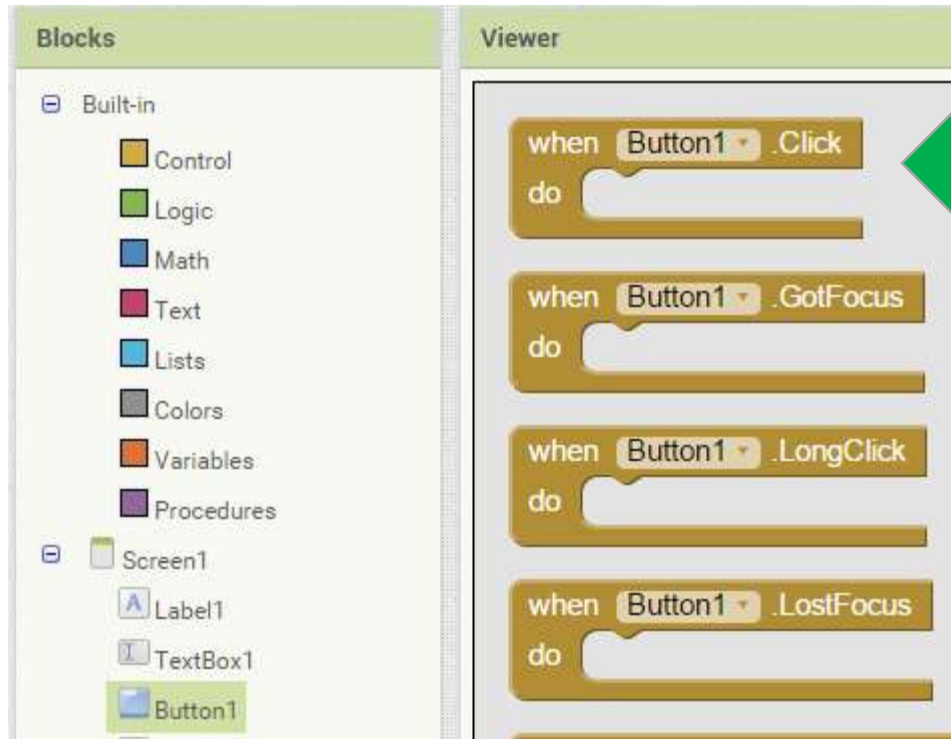 Blocks
Built-in
Control
Logic
Math
Text
Lists
Colors
Variables
Procedures
Screen1
Label1
TextBox1
Button1
Viewer
when Button1 .Click
do
when Button1 .GotFocus
do
when Button1 .LongClick
do
when Button1 .LostFocus
do